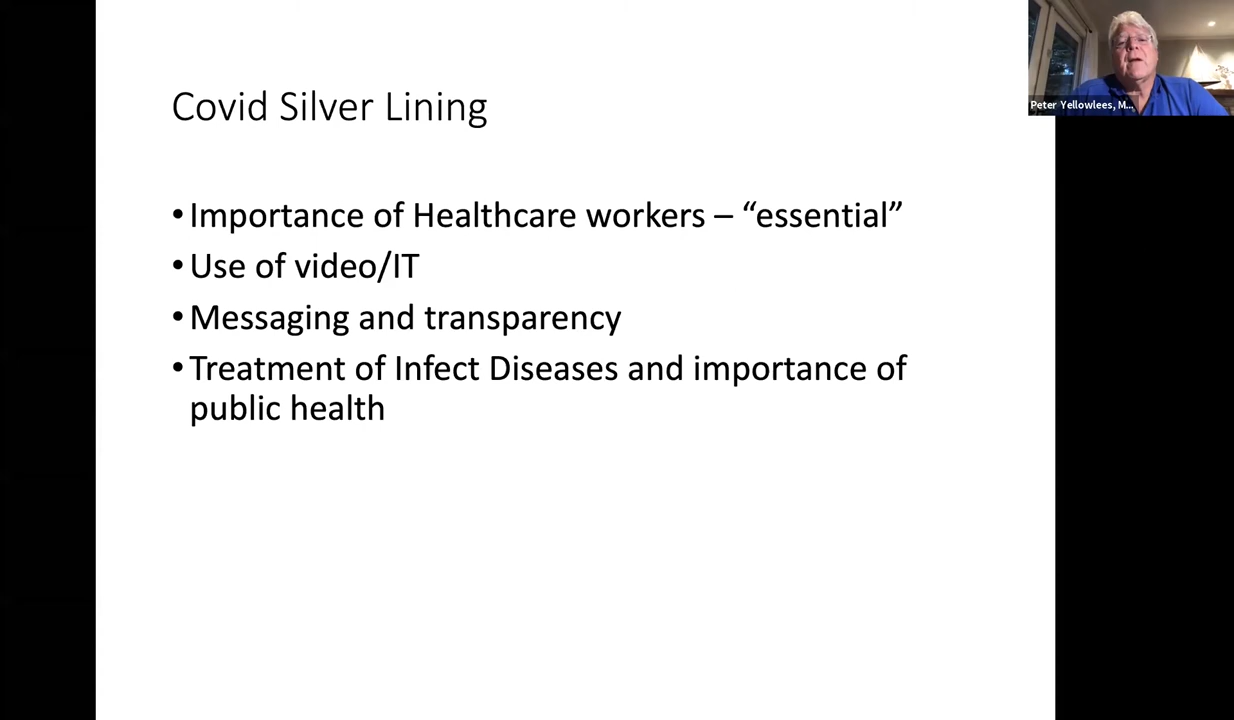 Covid Silver Lining
• Importance of Healthcare workers – “essential”
• Use of video/IT
• Messaging and transparency
• Treatment of Infect Diseases and importance of
public health
Peter Yellowlees, M...